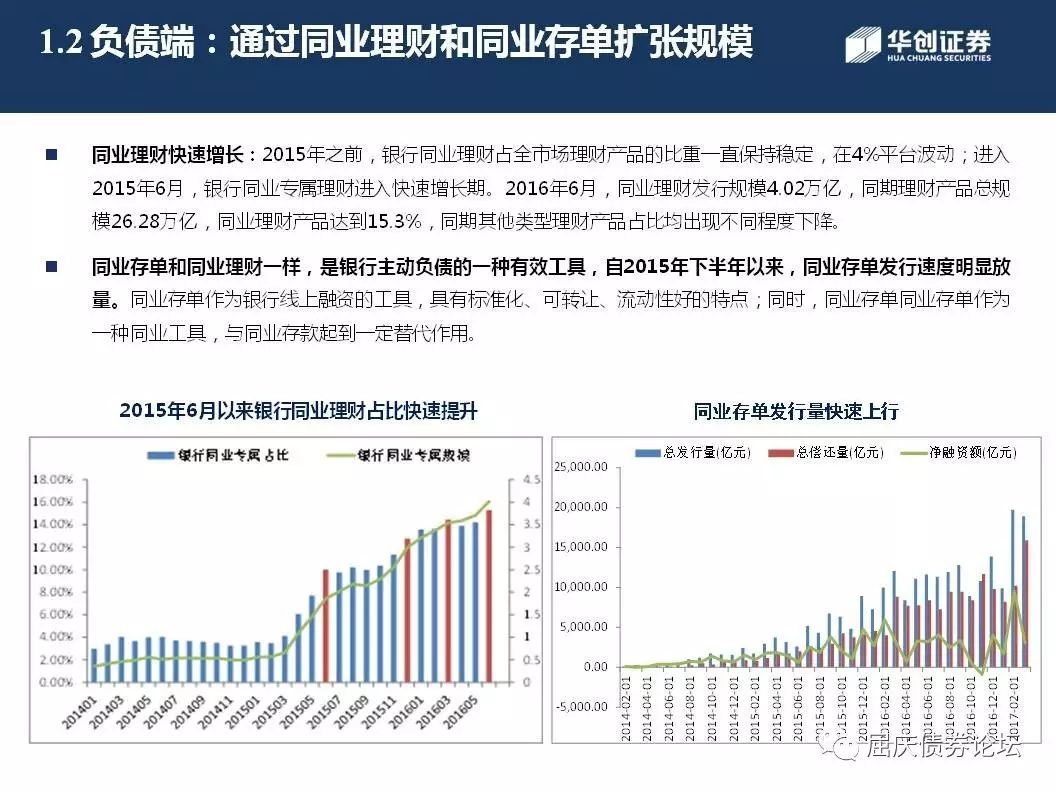 1.2 负债端：通过同业理财和同业存单扩张规模
华创证券
HUA CHUANG SECURITIES
■ 同业理财快速增长：2015年之前，银行同业理财占全市场理财产品的比重一直保持稳定，在4%平台波动；进入
2015年6月，银行同业专属理财进入快速增长期。2016年6月，同业理财发行规模4.02万亿，同期理财产品总规
模26.28万亿，同业理财产品达到15.3%，同期其他类型理财产品占比均出现不同程度下降。
■ 同业存单和同业理财一样，是银行主动负债的一种有效工具，自2015年下半年以来，同业存单发行速度明显放
量。同业存单作为银行线上融资的工具，具有标准化、可转让、流动性好的特点；同时，同业存单同业存单作为
一种同业工具，与同业存款起到一定替代作用。
2015年6月以来银行同业理财占比快速提升
银行同业专属占比 银行同业专属规模
18.00% 4.5
16.00% 4
14.00% 3.5
12.00% 3
10.00% 2.5
8.00% 2
6.00% 1.5
4.00% 1
2.00% 0.5
0.00% 0
201401 201403 201405 201407 201409 201411 201501 201503 201505 201507 201509 201511 201601 201603 201605
同业存单发行量快速上行
总发行量(亿元) 总偿还量(亿元) 净融资额(亿元)
25,000.00
20,000.00
15,000.00
10,000.00
5,000.00
0.00
-5,000.00
2014-02-01 2014-04-01 2014-06-01 2014-08-01 2014-10-01 2014-12-01 2015-02-01 2015-04-01 2015-06-01 2015-08-01 2015-10-01 2015-12-01 2016-02-01 2016-04-01 2016-06-01 2016-08-01 2016-10-01 2016-12-01 2017-02-01
屈庆债券论坛